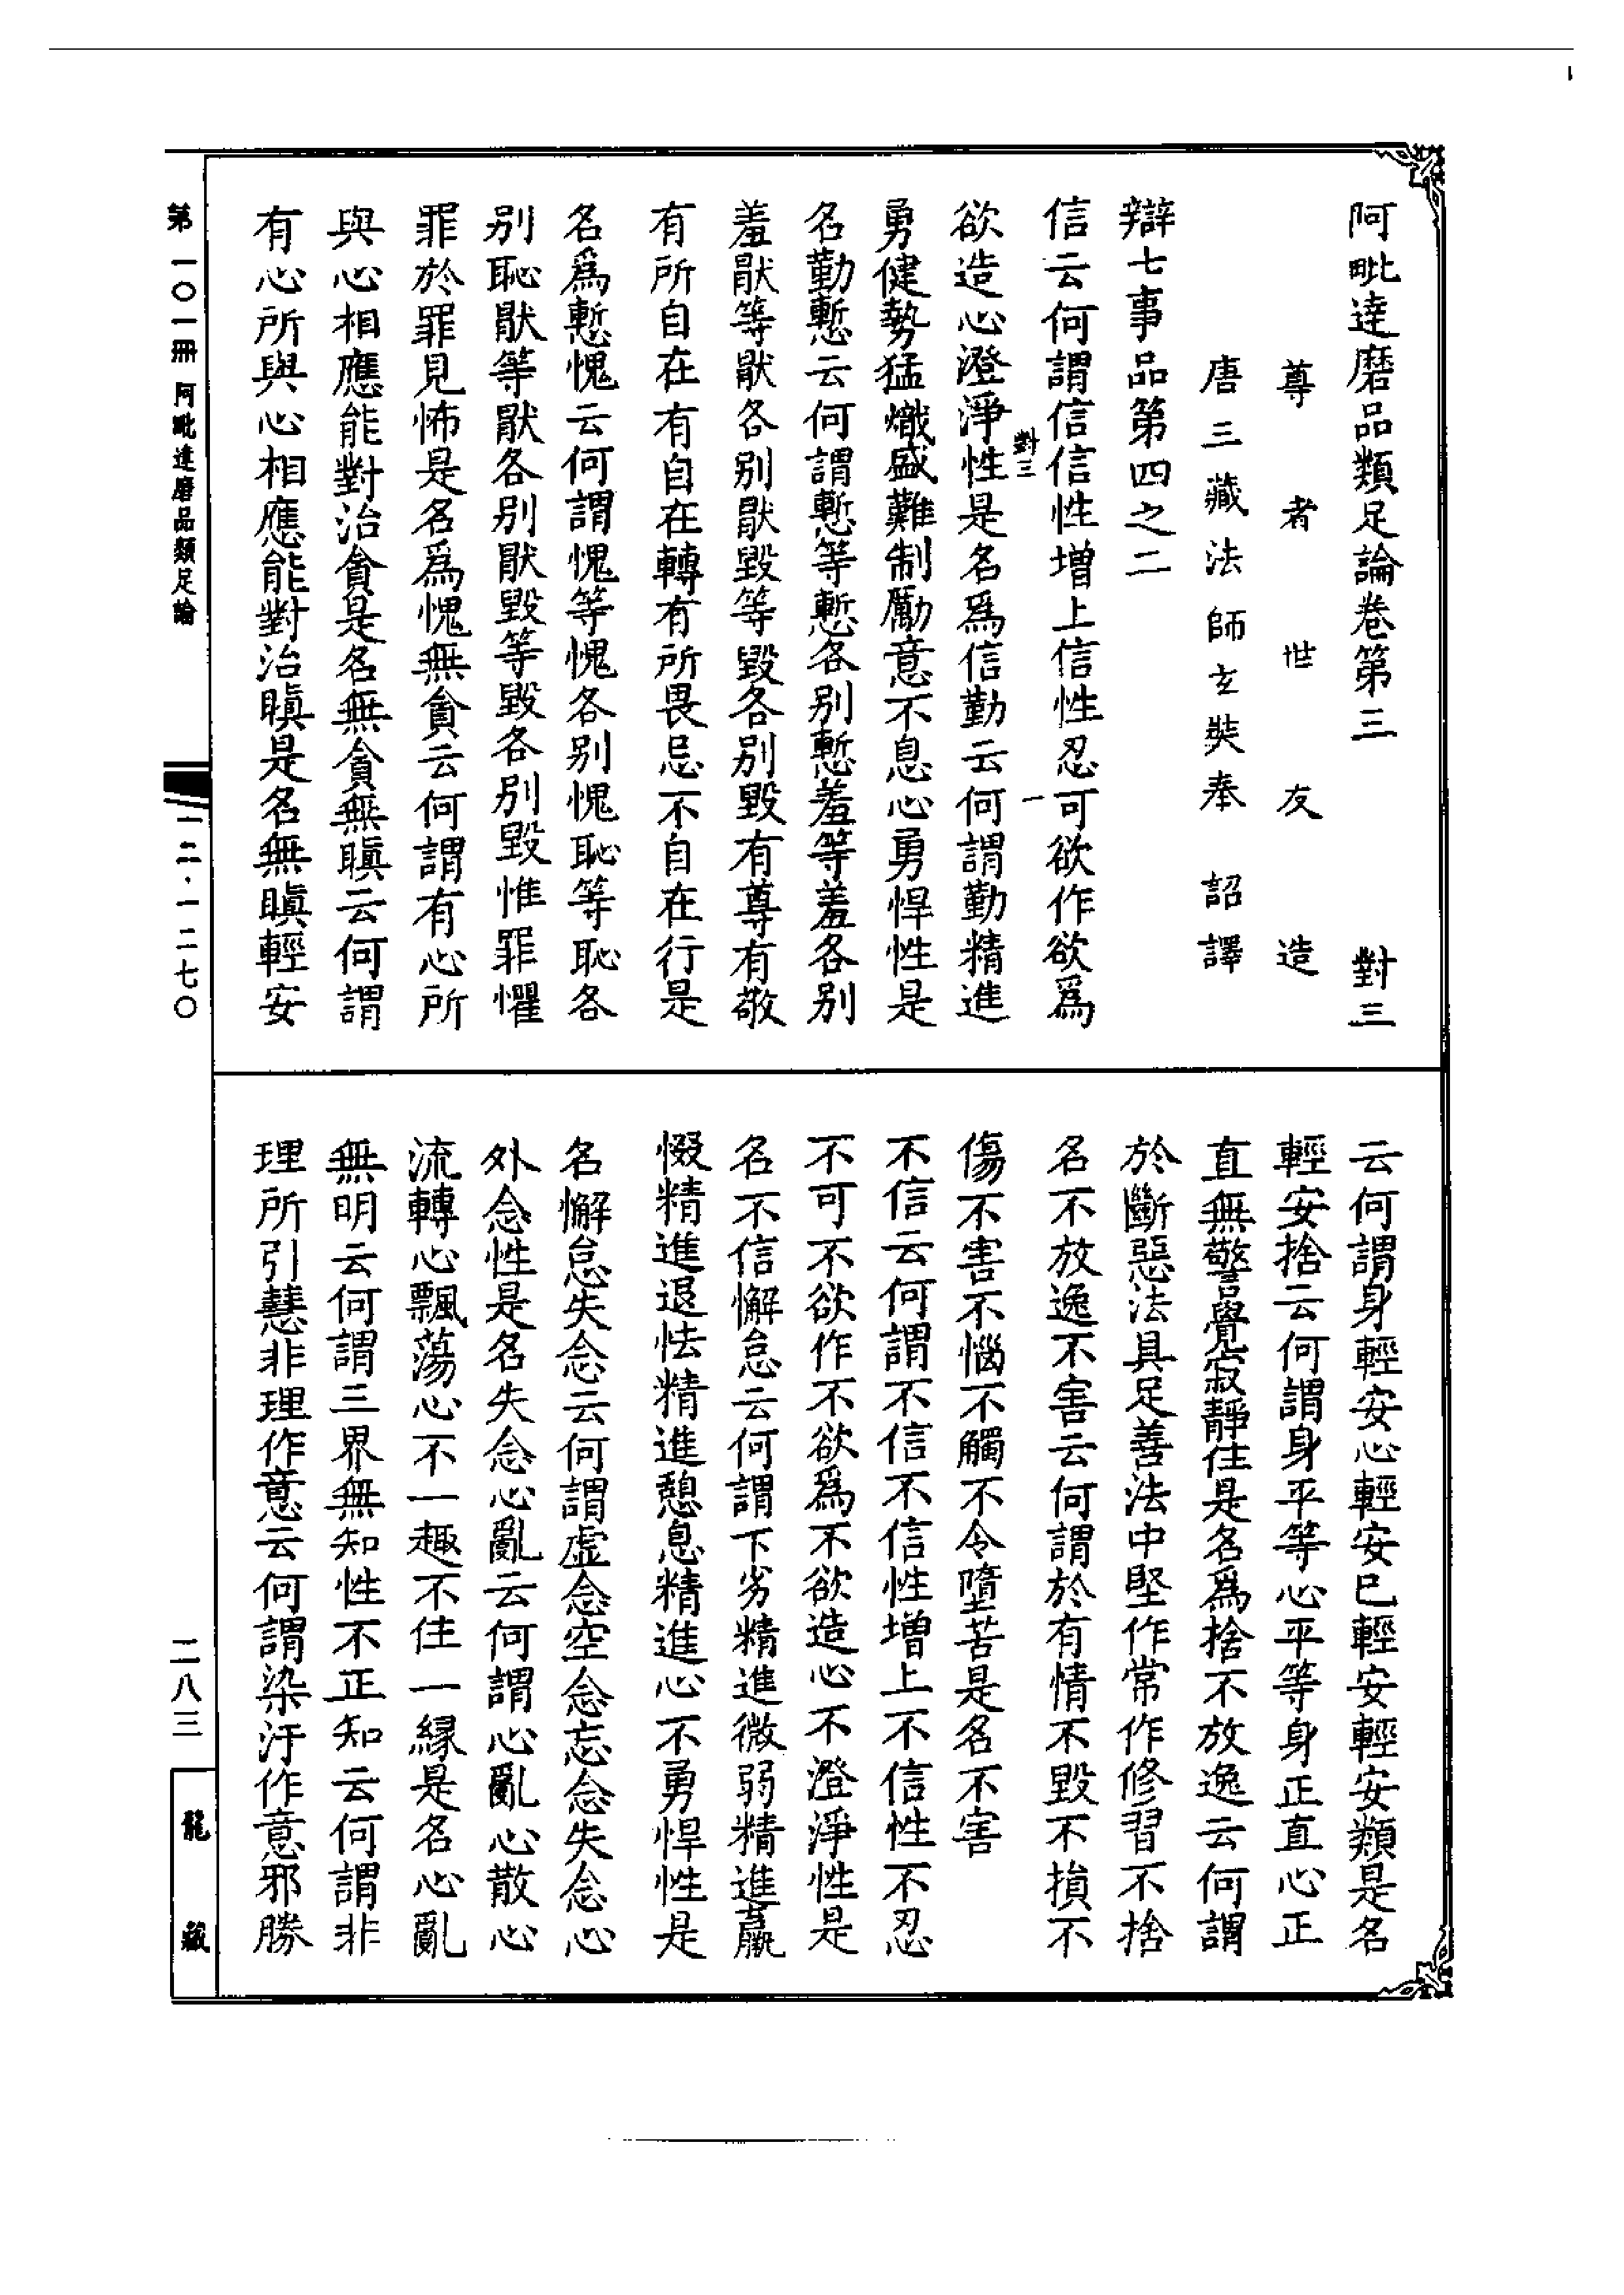 阿毗達磨品類足論卷第三　對三
尊者世友造
唐三藏法師玄奘奉詔譯
辯七事品第四之二
信云何謂信信性增上信性忍可欲作欲爲
對三　一
欲造心澄淨性是名爲信勤云何謂勤精進
勇健勢猛熾盛難制勵意不息心勇悍性是
名勤慙云何謂慙等慙各别慙羞等羞各别
羞猒等猒各别猒毀等毀各别毀有尊有敬
有所自在有自在轉有所畏忌不自在行是
名爲慙愧云何謂愧等愧各别愧恥等恥各
别恥猒等猒各别猒毀等毀各别毀惟罪懼
罪於罪見怖是名爲愧無貪云何謂有心所
與心相應能對治貪是名無貪無瞋云何謂
有心所與心相應能對治瞋是名無瞋輕安
云何謂身輕安心輕安已輕安輕安類是名
輕安捨云何謂身平等心平等身正直心正
直無警覺寂靜住是名爲捨不放逸云何謂
於斷惡法具足善法中堅作常作修習不捨
名不放逸不害云何謂於有情不毀不損不
傷不害不惱不觸不令墮苦是名不害
不信云何謂不信不信性增上不信性不忍
不可不欲作不欲爲不欲造心不澄淨性是
名不信懈怠云何謂下劣精進微弱精進羸
惙精進退怯精進憩息精進心不勇悍性是
名懈怠失念云何謂虛念空念忘念失念心
外念性是名失念心亂云何謂心亂心散心
流轉心飄蕩心不一趣不住一緣是名心亂
無明云何謂三界無知性不正知云何謂非
理所引慧非理作意云何謂染汙作意邪勝
第一〇一冊　阿毗達磨品類足論
一二·一二七〇
二八三
龍藏